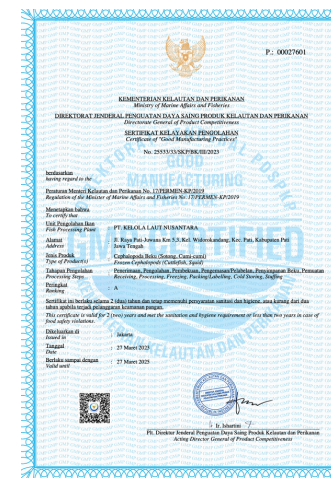 P.: 00027601
KEMENTERIAN KELAUTAN DAN PERIKANAN
Ministry of Marine Affairs and Fisheries
DIREKTORAT JENDERAL PENGUATAN DAYA SAING PRODUK KELAUTAN DAN PERIKANAN
Directorate General of Product Competitiveness
SERTIFIKAT KELAYAKAN PENGOLAHAN
Certificate of "Good Manufacturing Practices"
No. 25533/33/SKP/BK/III/2023
berdasarkan
having regard to the
Peraturan Menteri Kelautan dan Perikanan No. 17/PERMEN-KP/2019
Regulation of the Minister of Marine Affairs and Fisheries No. 17/PERMEN-KP/2019
Menetapkan bahwa
To certify that
Unit Pengolahan Ikan : PT. KELOLA LAUT NUSANTARA
Fish Processing Plant
Alamat : Jl. Raya Pati-Juwana Km 5,5, Kel. Widorokandang, Kec. Pati, Kabupaten Pati
Address Jawa Tengah
Jenis Produk : Cephalopoda Beku (Sotong, Cumi-cumi)
Type of Product(s) Frozen Cephalopods (Cuttlefish, Squid)
Tahapan Pengolahan : Penerimaan, Pengolahan, Pembekuan, Pengemasan/Pelabelan, Penyimpanan Beku, Pemuatan
Processing Steps Receiving, Processing, Freezing, Packing/Labelling, Cold Storing, Stuffing
Peringkat : A
Ranking
Sertifikat ini berlaku selama 2 (dua) tahun dan tetap memenuhi persyaratan sanitasi dan higiene, atau kurang dari dua
tahun apabila terjadi pelanggaran keamanan pangan.
This certificate is valid for 2 (two) years and met the sanitation and hygiene requirement or less than two years in case of
food safety violations.
Dikeluarkan di : Jakarta
Issued in
Tanggal : 27 Maret 2023
Date
Berlaku sampai dengan : 27 Maret 2025
Valid until
Ir. Ishartini
Plt. Direktur Jenderal Penguatan Daya Saing Produk Kelautan dan Perikanan
Acting Director General of Product Competitiveness
GOOD
MANUFACTURING
GMP CERTIFIED